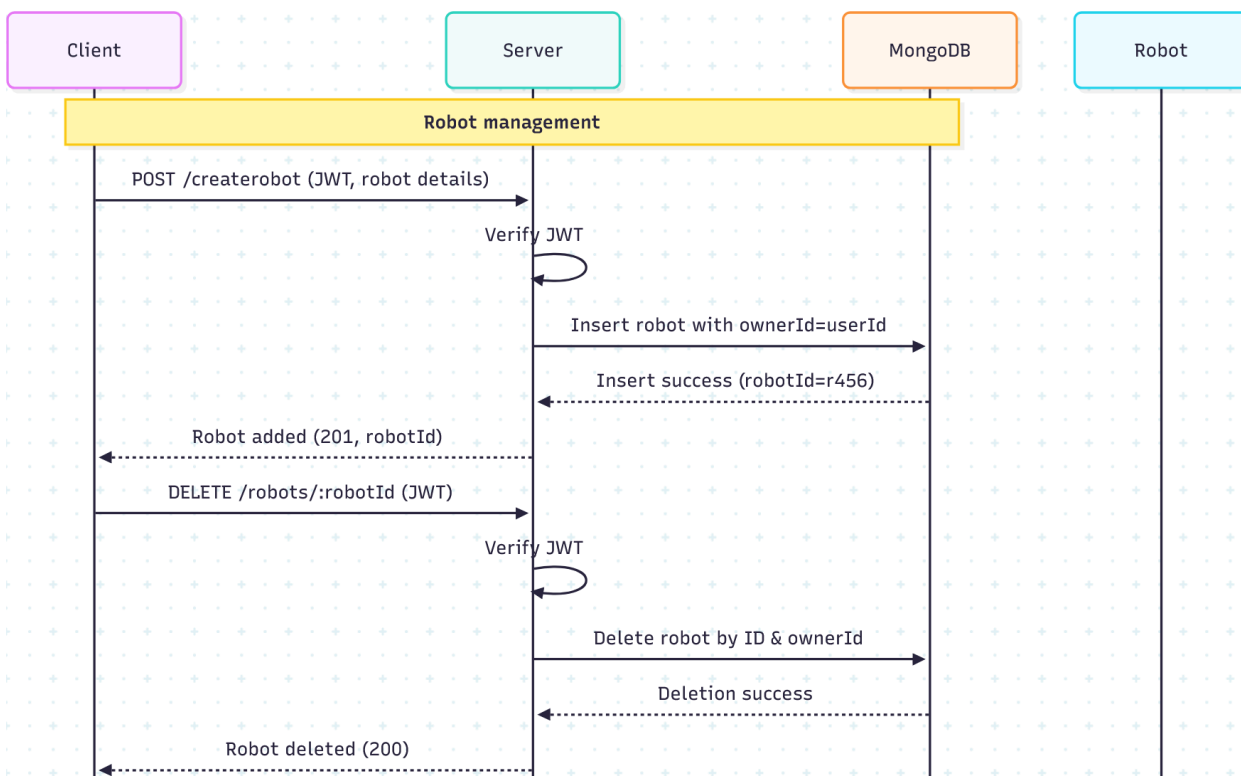 Client
Server
MongoDB
Robot
Robot management
POST /createrobot (JWT, robot details)
Verify JWT
Insert robot with ownerId=userId
Insert success (robotId=r456)
Robot added (201, robotId)
DELETE /robots/:robotId (JWT)
Verify JWT
Delete robot by ID & ownerId
Deletion success
Robot deleted (200)